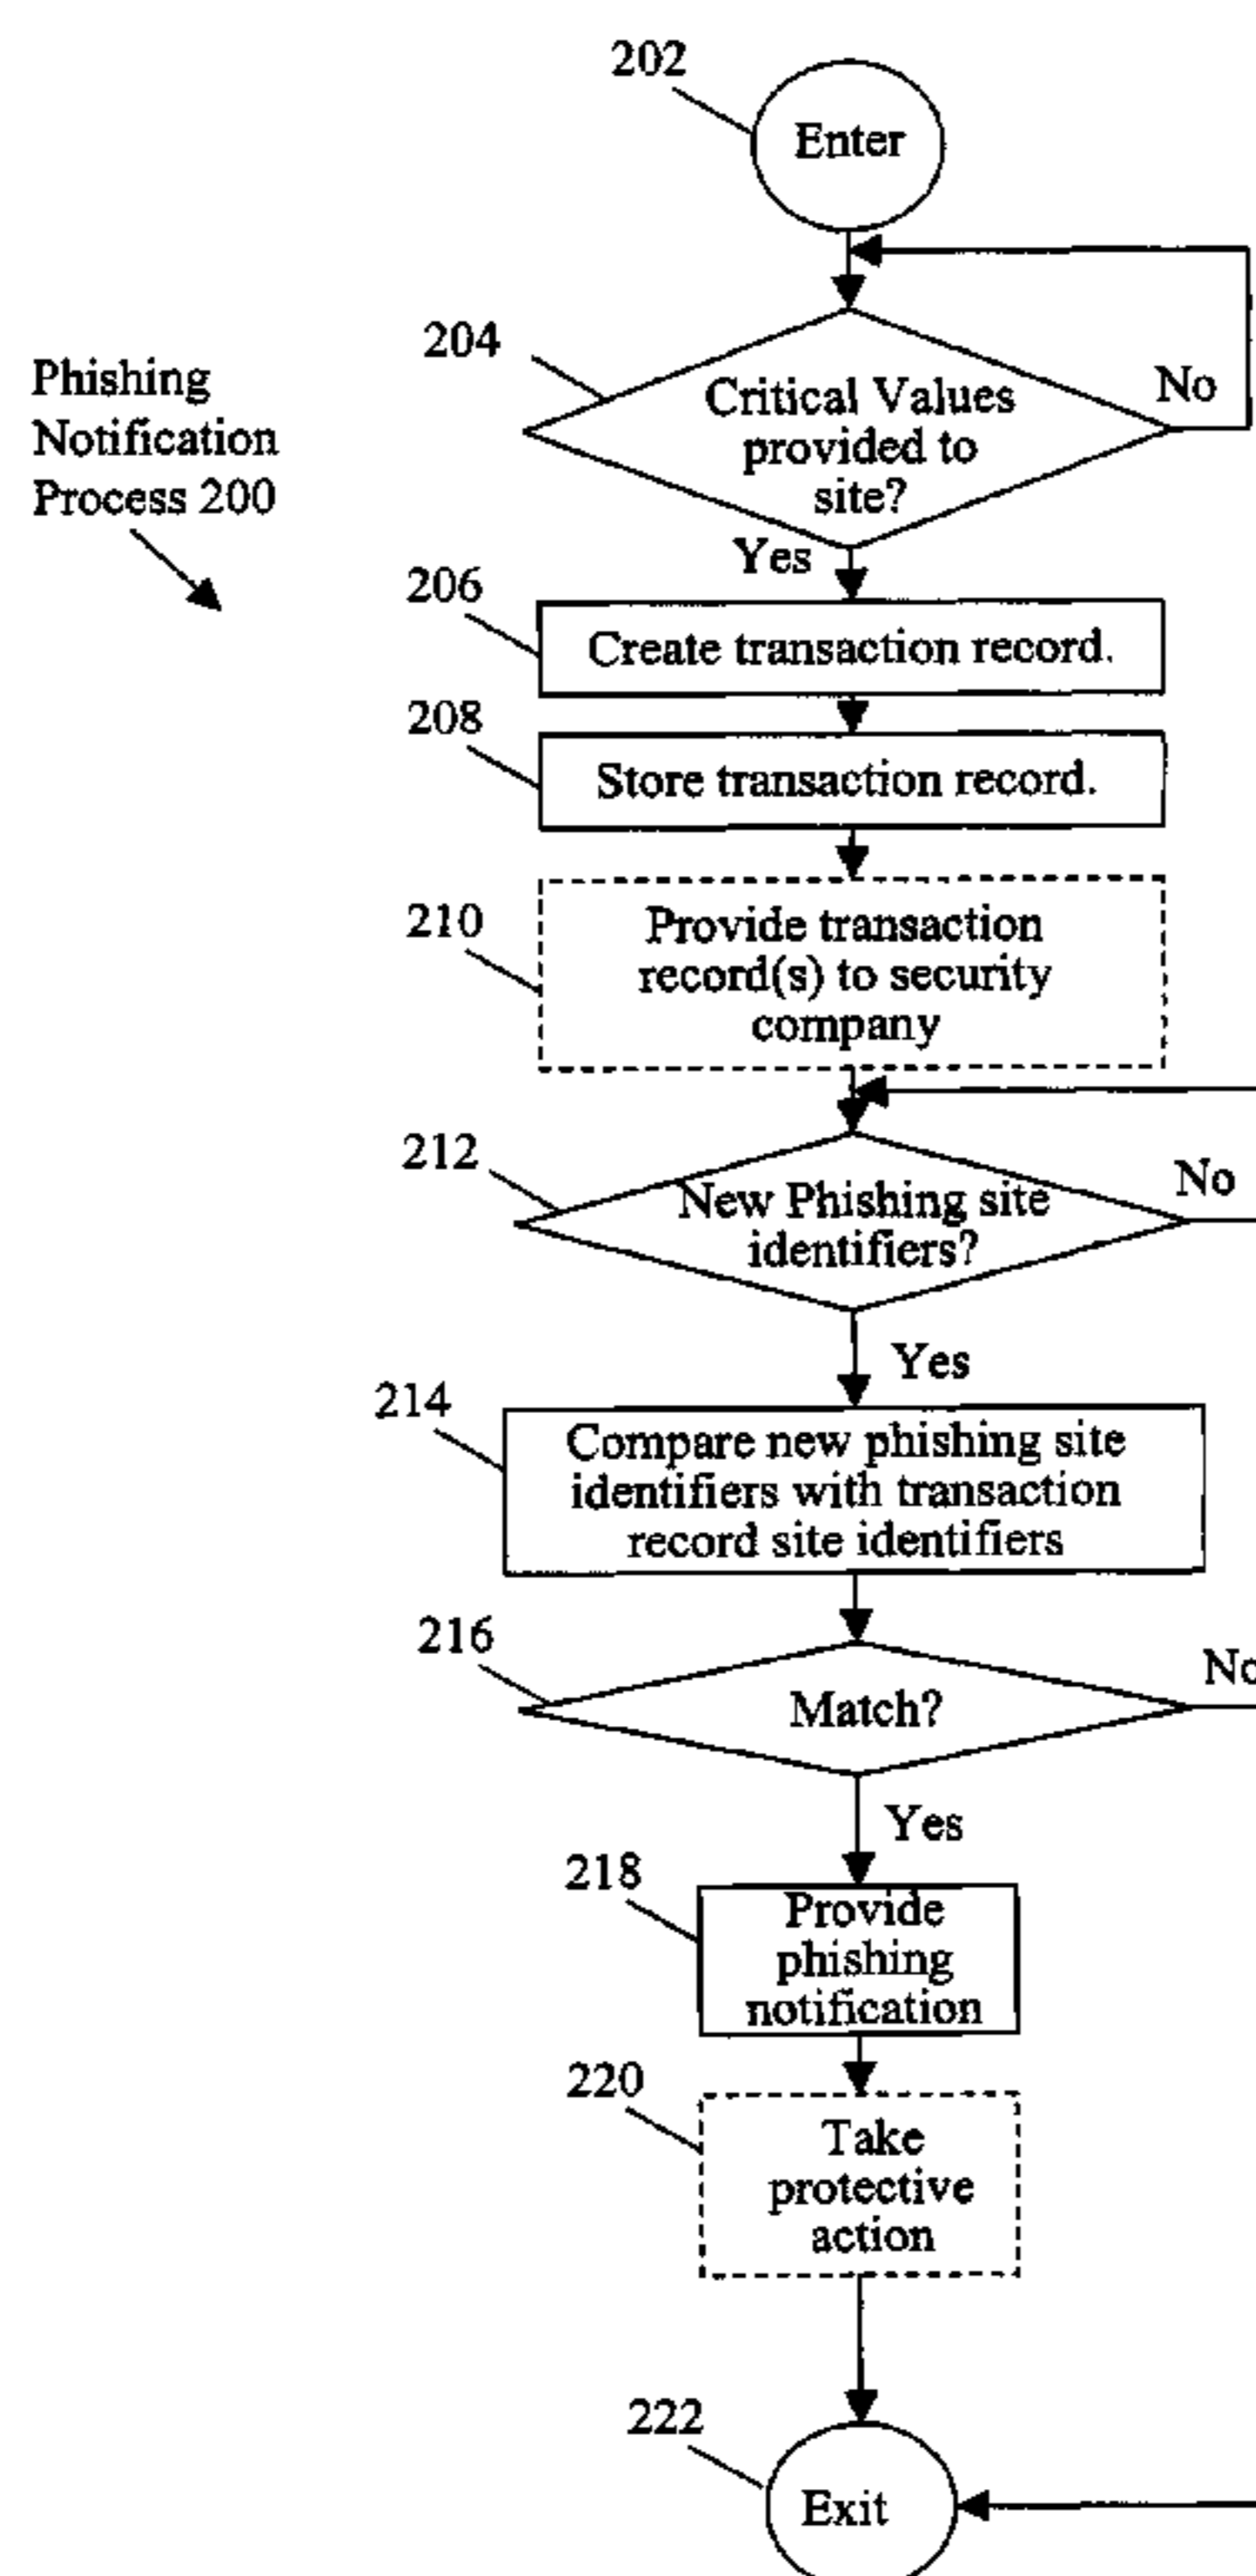 202
Enter
204
Critical Values
provided to
site?
No
Phishing
Notification
Process 200
Yes
206
Create transaction record.
208
Store transaction record.
210
Provide transaction
record(s) to security
company
212
New Phishing site
identifiers?
No
Yes
214
Compare new phishing site
identifiers with transaction
record site identifiers
216
Match?
No
Yes
218
Provide
phishing
notification
220
Take
protective
action
222
Exit